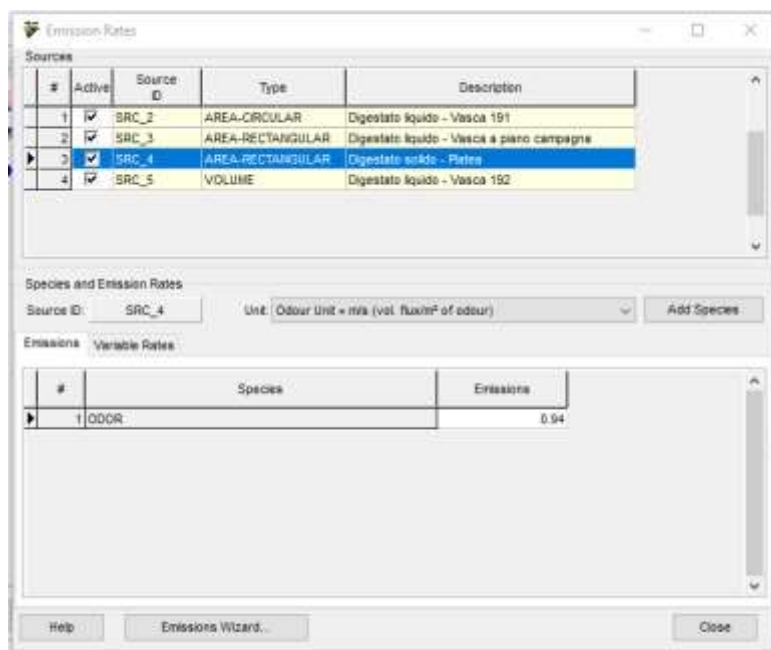 Emission Rates
Sources
# Active Source ID Type Description
1 SRC_2 AREA-CIRCULAR Digestato liquido - Vasca 191
2 SRC_3 AREA-RECTANGULAR Digestato liquido - Vasca a piano campagna
3 SRC_4 AREA-RECTANGULAR Digestato solido - Platea
4 SRC_5 VOLUME Digestato liquido - Vasca 192
Species and Emission Rates
Source ID: SRC_4 Unit: Odour Unit * m/s (vol. flux/m² of odour) Add Species
Emissions Variable Rates
# Species Emissions
1 ODOR 0.94
Help Emissions Wizard... Close